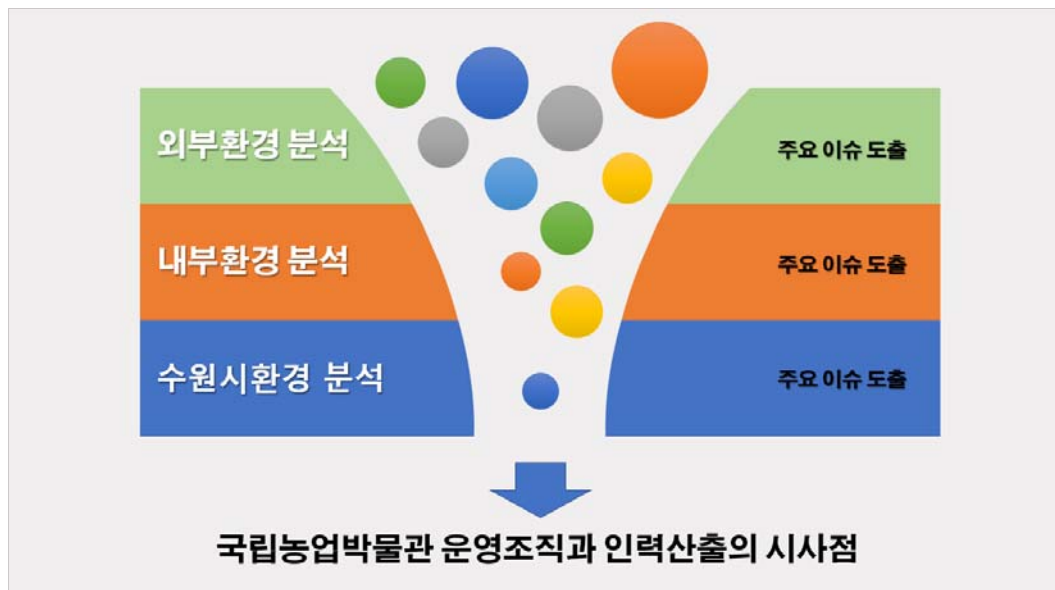 외부환경 분석
주요 이슈 도출
내부환경 분석
주요 이슈 도출
수원시환경 분석
주요 이슈 도출
국립농업박물관 운영조직과 인력산출의 시사점